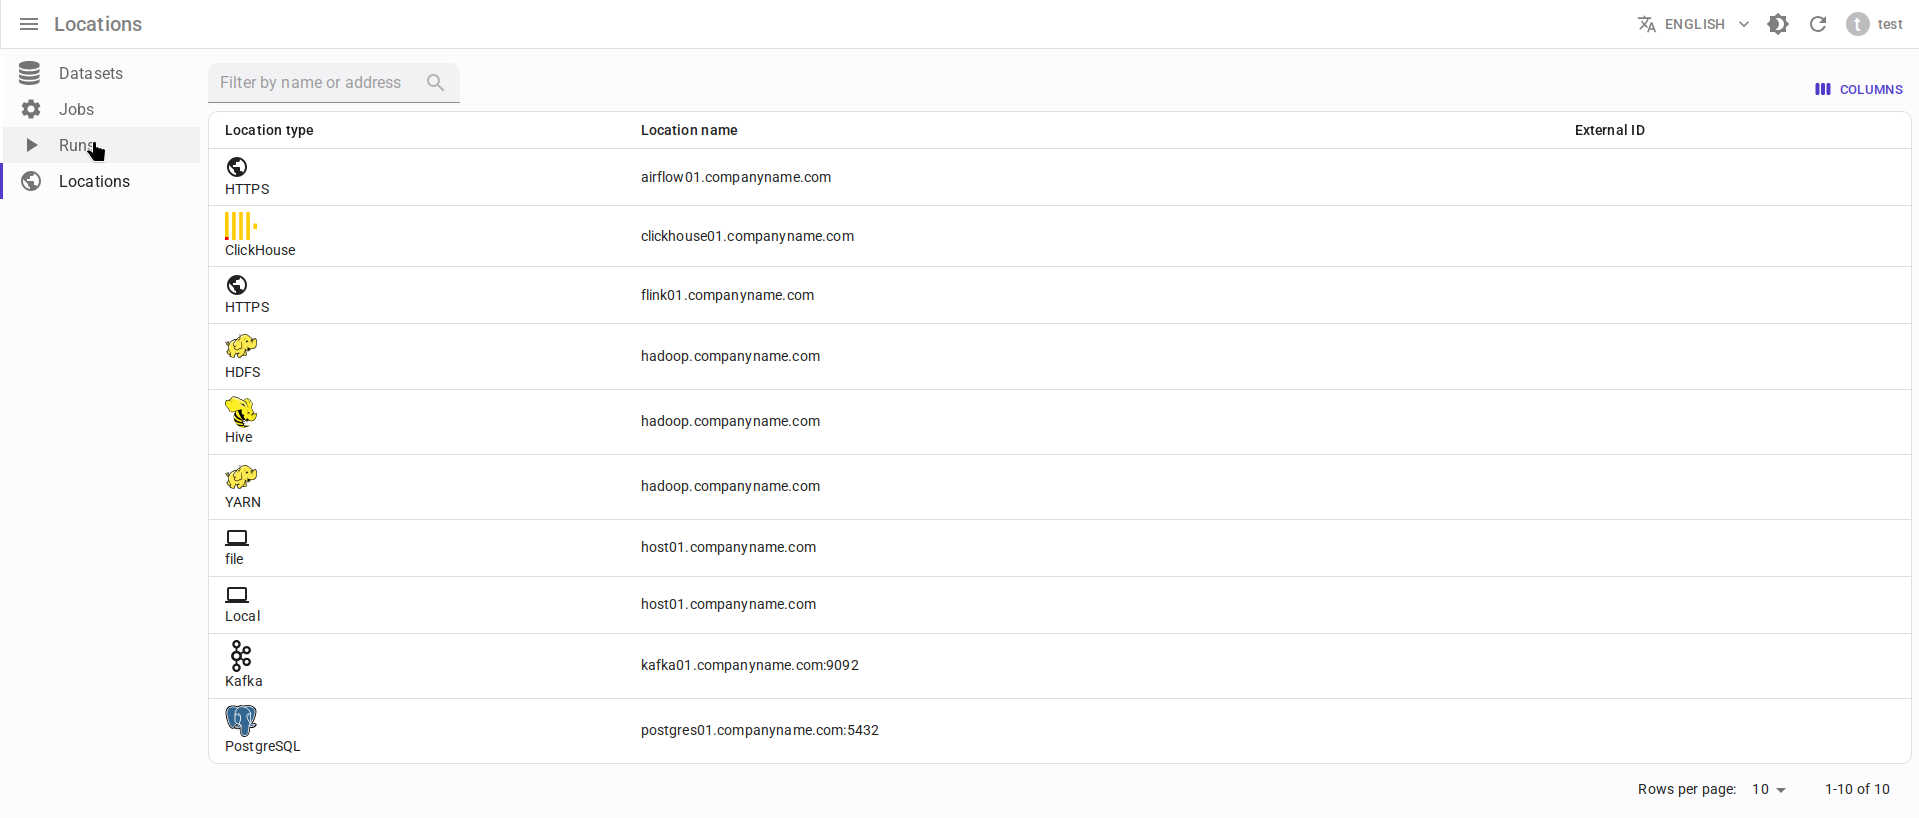 Locations
ENGLISH
t
test
Datasets
Jobs
Runs
Locations
Filter by name or address
COLUMNS
Location type Location name External ID
HTTPS airflow01.companyname.com
ClickHouse clickhouse01.companyname.com
HTTPS flink01.companyname.com
HDFS hadoop.companyname.com
Hive hadoop.companyname.com
YARN hadoop.companyname.com
file host01.companyname.com
Local host01.companyname.com
Kafka kafka01.companyname.com:9092
PostgreSQL postgres01.companyname.com:5432
Rows per page: 10 1-10 of 10